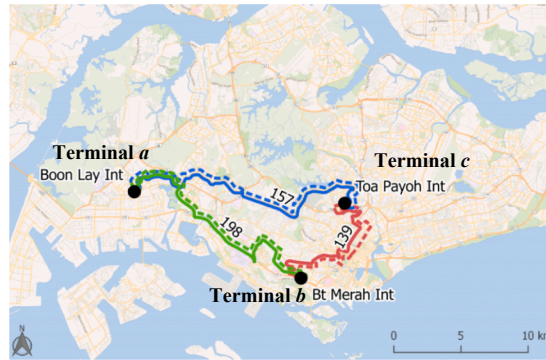 Terminal a
Boon Lay Int
Terminal c
Toa Payoh Int
157
198
139
Terminal b
Bt Merah Int
N
0 5 10 km